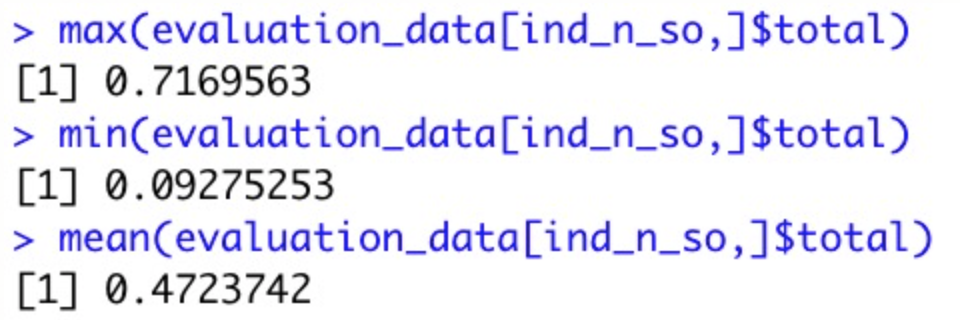 > max(evaluation_data[ind_n_so,]$total)
[1] 0.7169563
> min(evaluation_data[ind_n_so,]$total)
[1] 0.09275253
> mean(evaluation_data[ind_n_so,]$total)
[1] 0.4723742